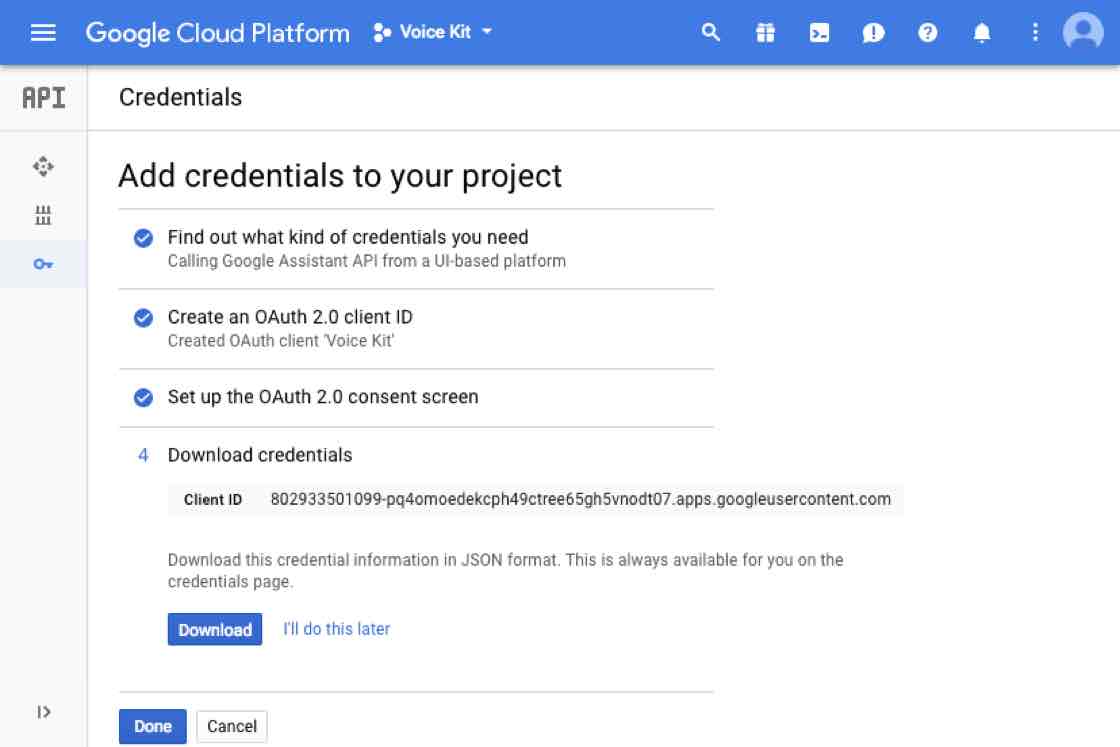 Google Cloud Platform Voice Kit
API Credentials
Add credentials to your project
Find out what kind of credentials you need
Calling Google Assistant API from a UI-based platform
Create an OAuth 2.0 client ID
Created OAuth client 'Voice Kit'
Set up the OAuth 2.0 consent screen
4 Download credentials
Client ID 802933501099-pq4omoedekcph49ctree65gh5vnodt07.apps.googleusercontent.com
Download this credential information in JSON format. This is always available for you on the
credentials page.
Download I'll do this later
Done Cancel